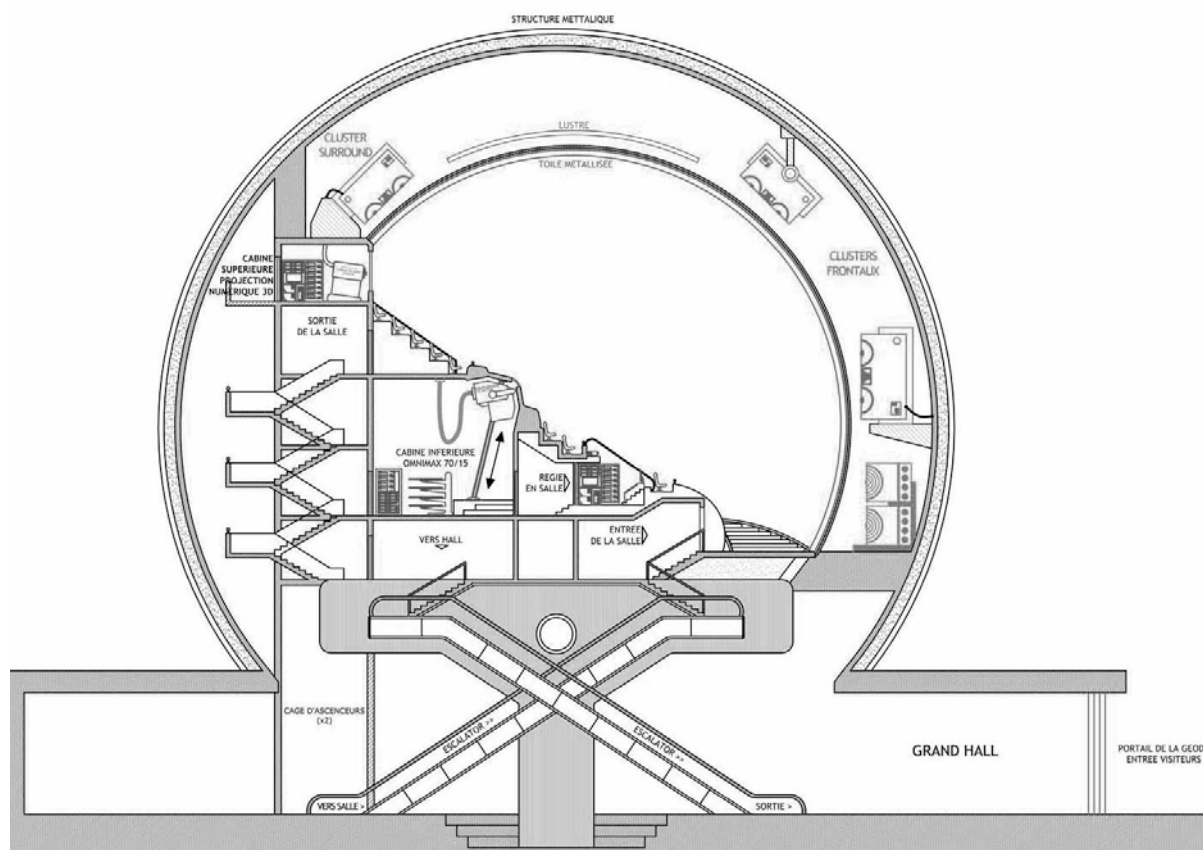 STRUCTURE METTALIQUE
CLUSTER
SURROUND
LUSTRE
TOILE METALLISÉE
CLUSTERS
FRONTAUX
CABINE
SUPERIEURE
PROJECTION
NUMERIQUE 3D
SORTIE
DE LA SALLE
CABINE INFERIEURE
OMNIMAX 70/15
REGIE
EN SALLE
ENTREE
DE LA SALLE
VERS HALL
CAGE D'ASCENCEURS
(x2)
ESCALATOR >>
ESCALATOR >>
VERS SALLE >
SORTIE >
GRAND HALL
PORTAIL DE LA GEOD
ENTREE VISITEURS